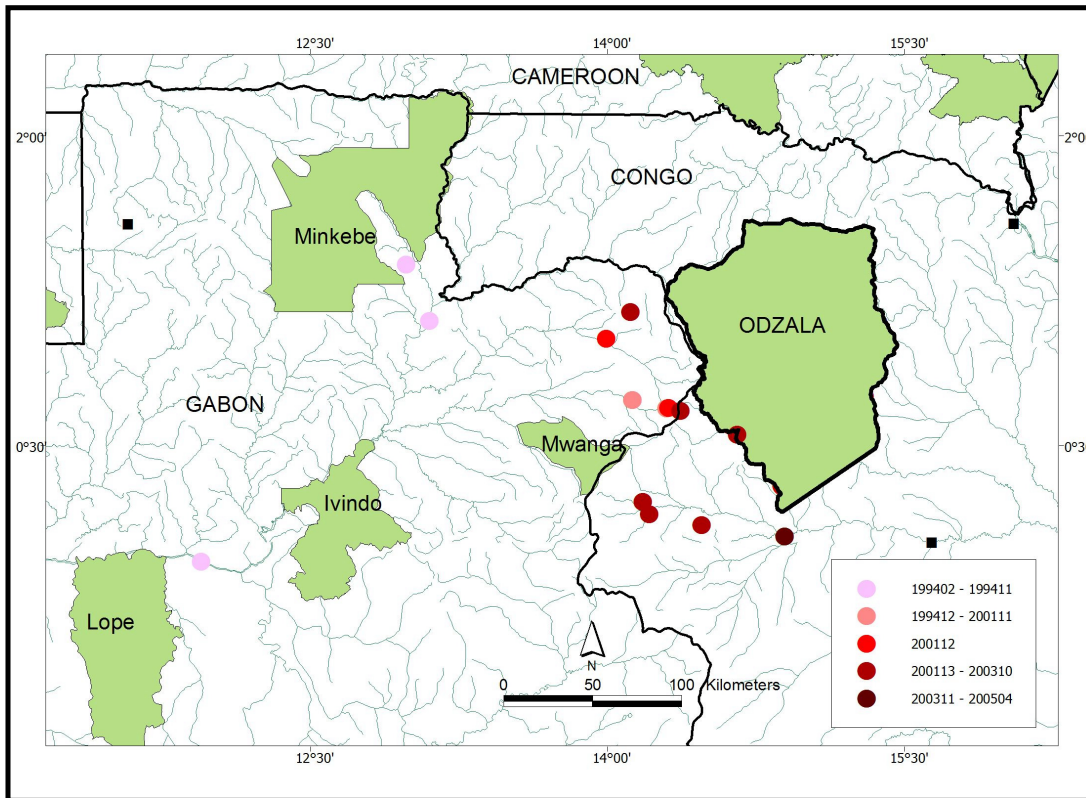 12°30' 14°00' 15°30'
CAMEROON
2°00' 2°0
CONGO
Minkebe
ODZALA
GABON
Mwanga
0°30' 0°3
Ivindo
Lope
N
0 50 100 Kilometers
199402 - 199411
199412 - 200111
200112
200113 - 200310
200311 - 200504
12°30' 14°00' 15°30'